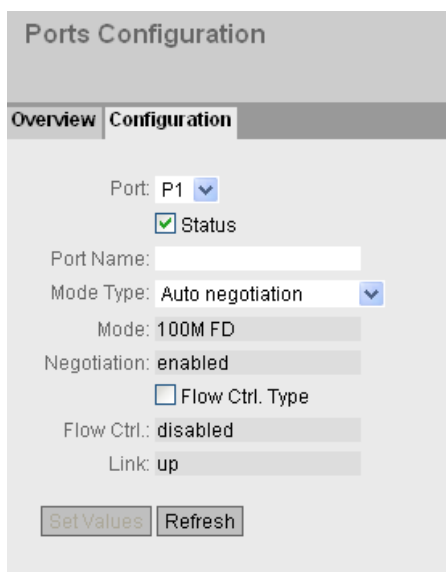 Ports Configuration
Overview Configuration
Port: P1
Status
Port Name:
Mode Type: Auto negotiation
Mode: 100M FD
Negotiation: enabled
Flow Ctrl. Type
Flow Ctrl.: disabled
Link: up
Set Values Refresh